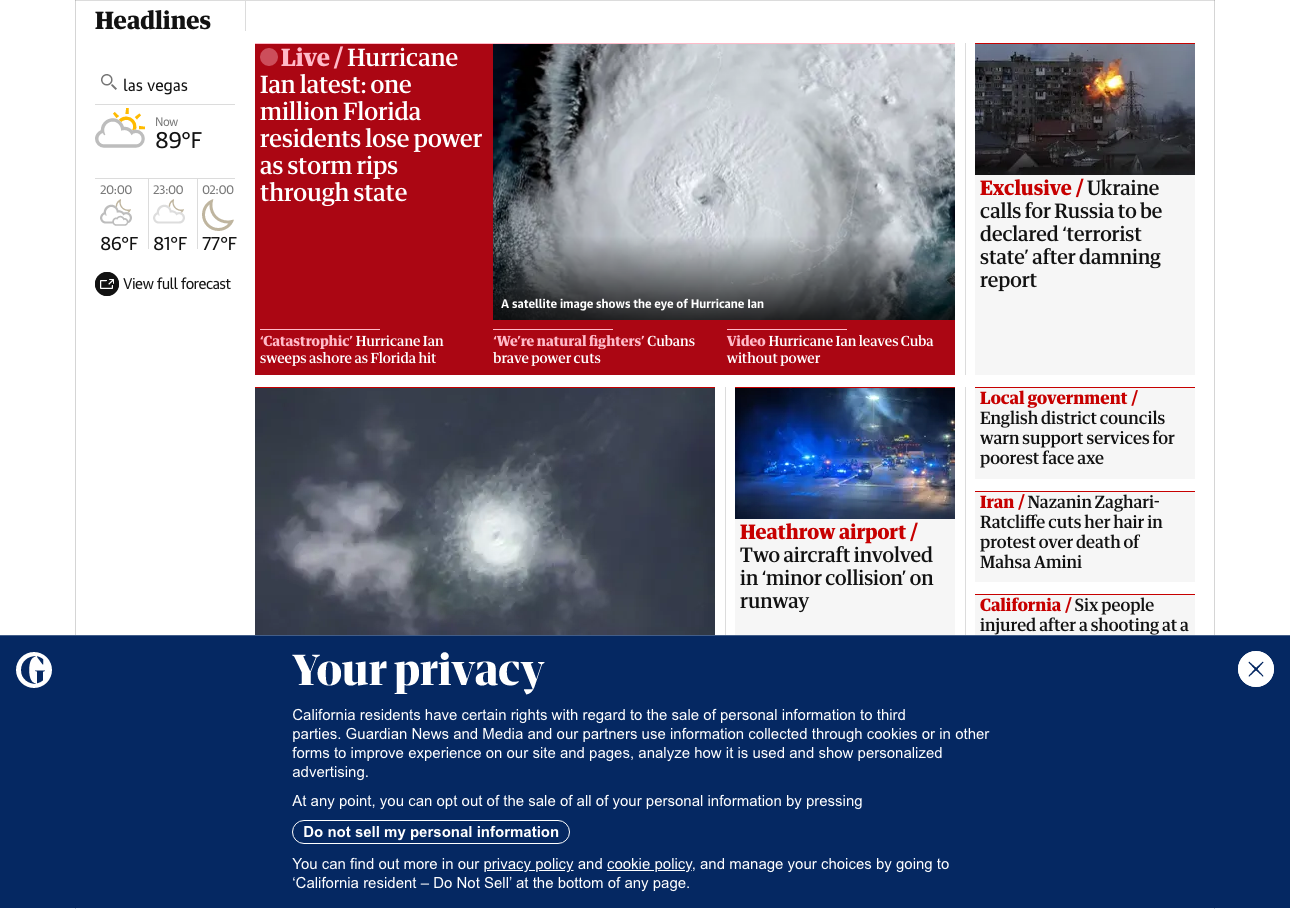 Headlines
las vegas
Now
89°F
20:00
23:00
02:00
86°F
81°F
77°F
View full forecast
Live / Hurricane
Ian latest: one
million Florida
residents lose power
as storm rips
through state
A satellite image shows the eye of Hurricane Ian
‘Catastrophic’ Hurricane Ian
sweeps ashore as Florida hit
‘We’re natural fighters’ Cubans
brave power cuts
Video Hurricane Ian leaves Cuba
without power
Exclusive / Ukraine
calls for Russia to be
declared ‘terrorist
state’ after damning
report
Heathrow airport /
Two aircraft involved
in ‘minor collision’ on
runway
Local government /
English district councils
warn support services for
poorest face axe
Iran / Nazanin Zaghari-
Ratcliffe cuts her hair in
protest over death of
Mahsa Amini
California / Six people
injured after a shooting at a
G
Your privacy
California residents have certain rights with regard to the sale of personal information to third
parties. Guardian News and Media and our partners use information collected through cookies or in other
forms to improve experience on our site and pages, analyze how it is used and show personalized
advertising.
At any point, you can opt out of the sale of all of your personal information by pressing
Do not sell my personal information
You can find out more in our privacy policy and cookie policy, and manage your choices by going to
‘California resident – Do Not Sell’ at the bottom of any page.